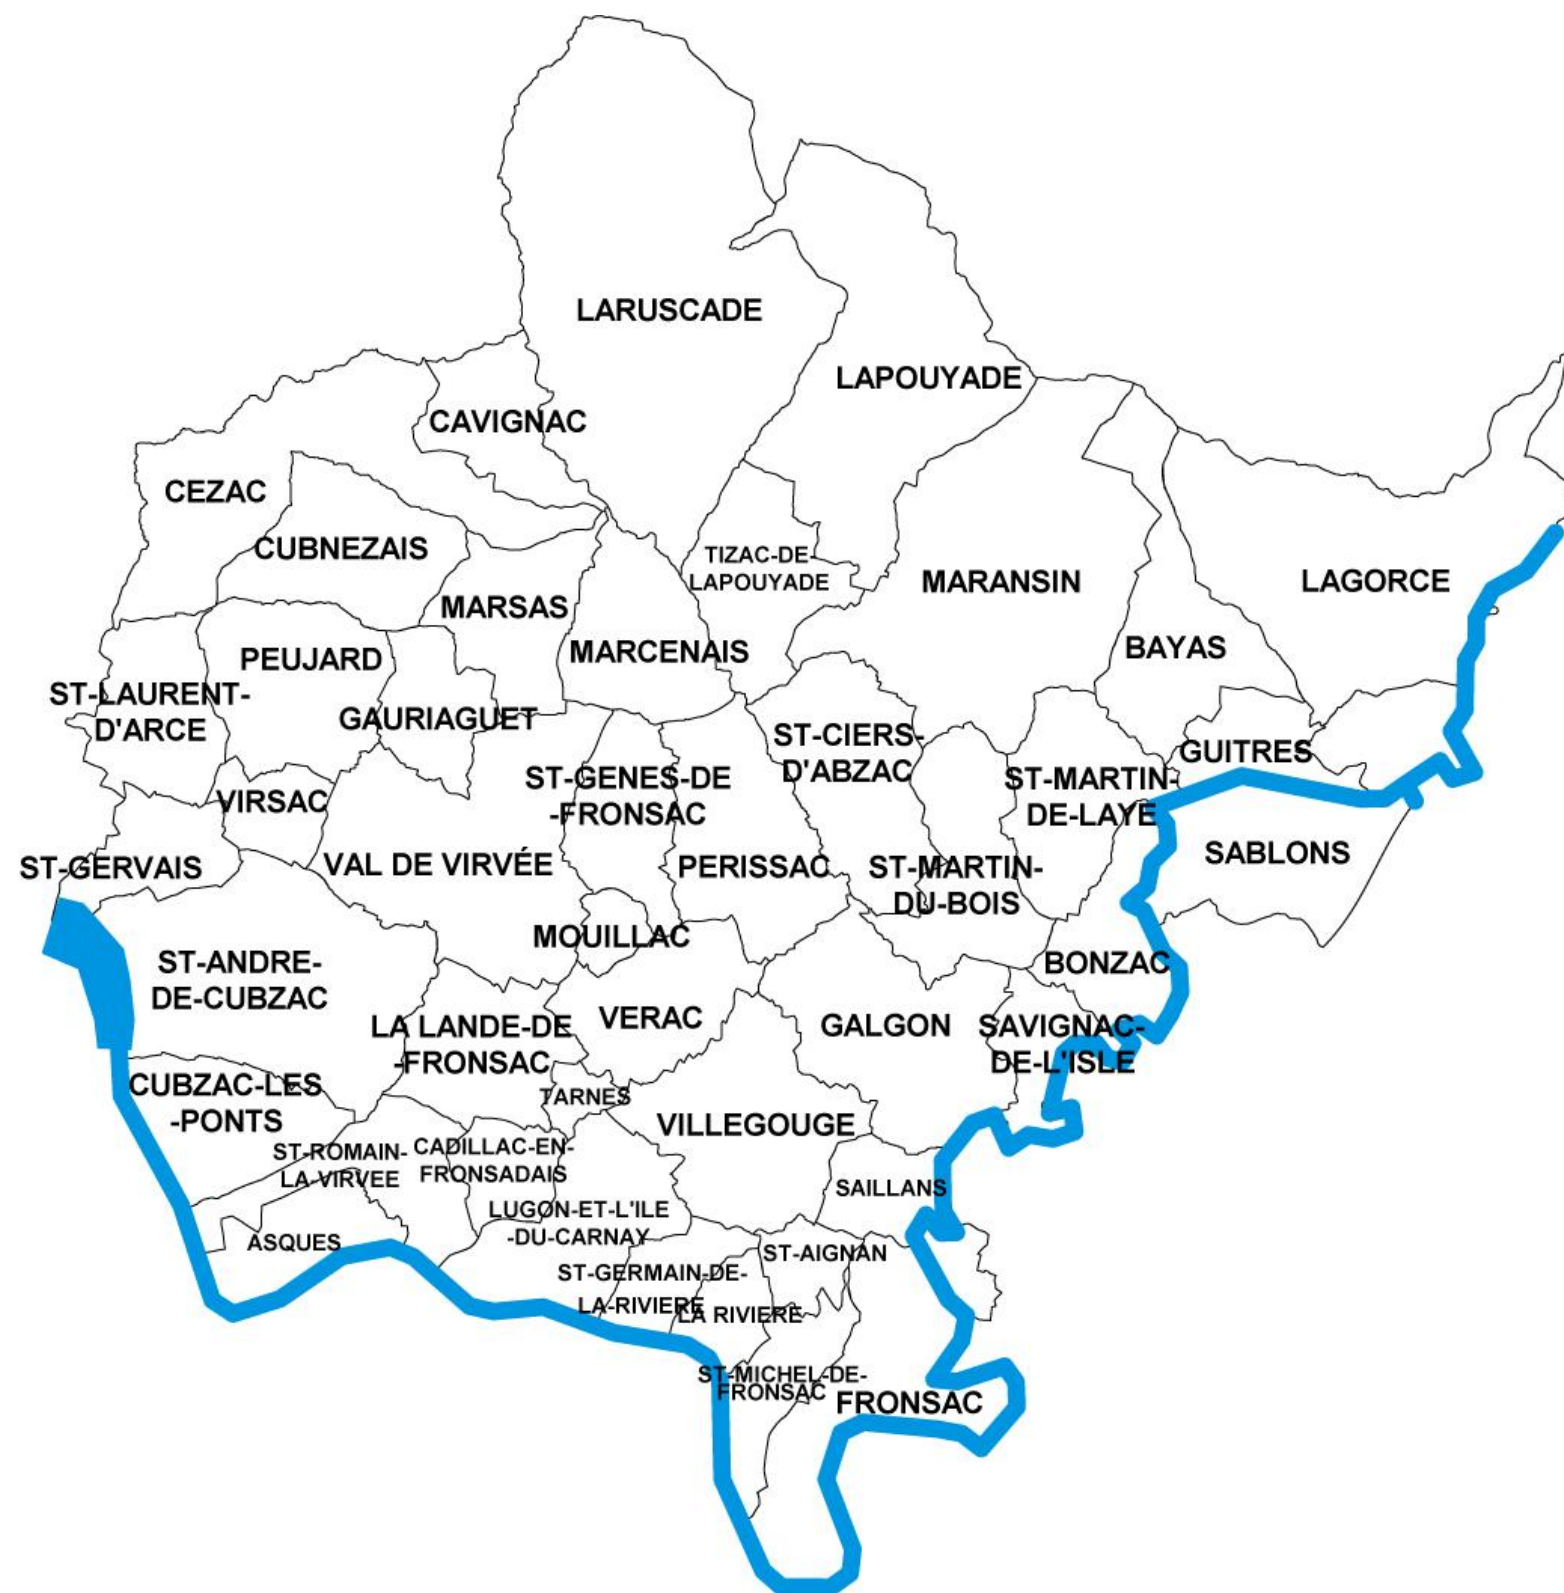 LARUSCADE
LAPOUYADE
CAVIGNAC
CEZAC
CUBNEZAIS
TIZAC-DE-
LAPOUYADE
MARANSIN
LAGORCE
MARSAS
MARCENAIS
BAYAS
PEUJARD
ST-LAURENT-
D'ARCE
GAURIAGUET
ST-CIERS-
D'ABZAC
GUITRES
ST-GENES-DE
-FRONSAC
ST-MARTIN-
DE-LAYE
VIRSAC
SABLONS
ST-GERVAIS
VAL DE VIRVÉE
PERISSAC
ST-MARTIN-
DU-BOIS
MOUILLAC
BONZAC
ST-ANDRE-
DE-CUBZAC
VERAC
LA LANDE-DE
-FRONSAC
GALGON
SAVIGNAC-
DE-L'ISLE
CUBZAC-LES
-PONTS
TARNES
VILLEGOUGE
ST-ROMAIN-
LA-VIRVEE
CADILLAC-EN-
FRONSADAIS
SAILLANS
LUGON-ET-L'ILE
-DU-CARNAY
ASQUES
ST-AIGNAN
ST-GERMAIN-DE-
LA-RIVIERE
LA RIVIERE
ST-MICHEL-DE-
FRONSAC
FRONSAC